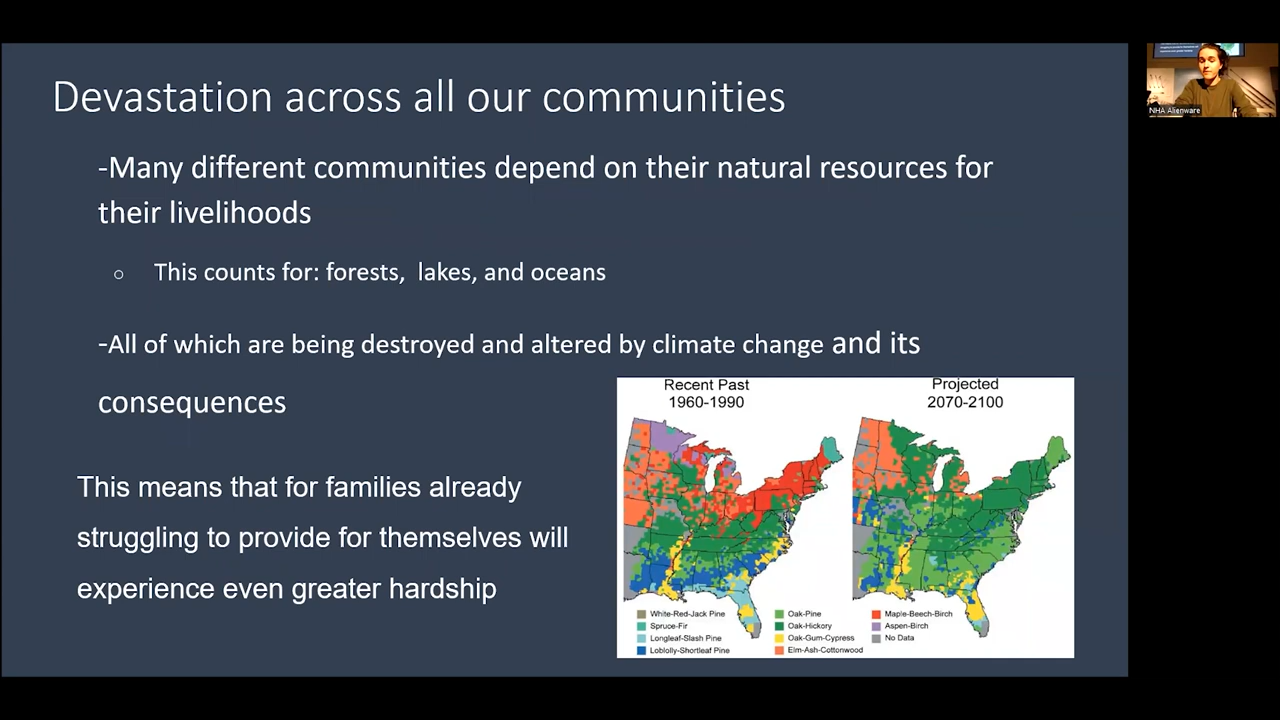 Devastation across all our communities
-Many different communities depend on their natural resources for
their livelihoods
○ This counts for: forests, lakes, and oceans
-All of which are being destroyed and altered by climate change and its
consequences
This means that for families already
struggling to provide for themselves will
experience even greater hardship
Recent Past
1960-1990
Projected
2070-2100
White-Red-Jack Pine
Spruce-Fir
Longleaf-Slash Pine
Loblolly-Shortleaf Pine
Oak-Pine
Oak-Hickory
Oak-Gum-Cypress
Elm-Ash-Cottonwood
Maple-Beech-Birch
Aspen-Birch
No Data
NHA Alienware